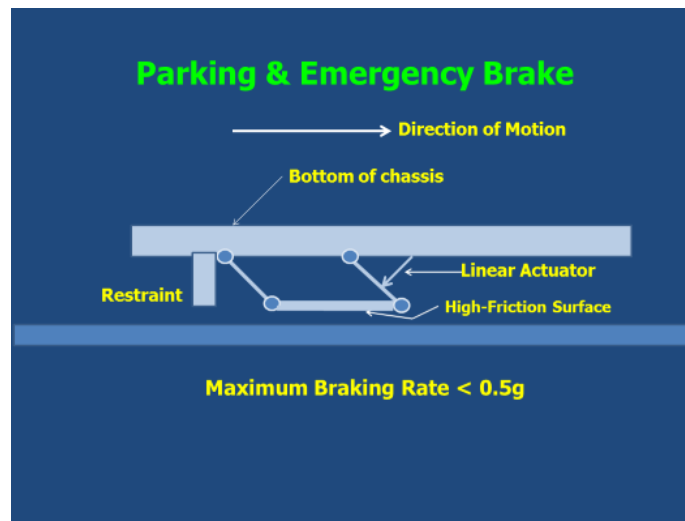 Parking & Emergency Brake
Direction of Motion
Bottom of chassis
Linear Actuator
Restraint
High-Friction Surface
Maximum Braking Rate < 0.5g